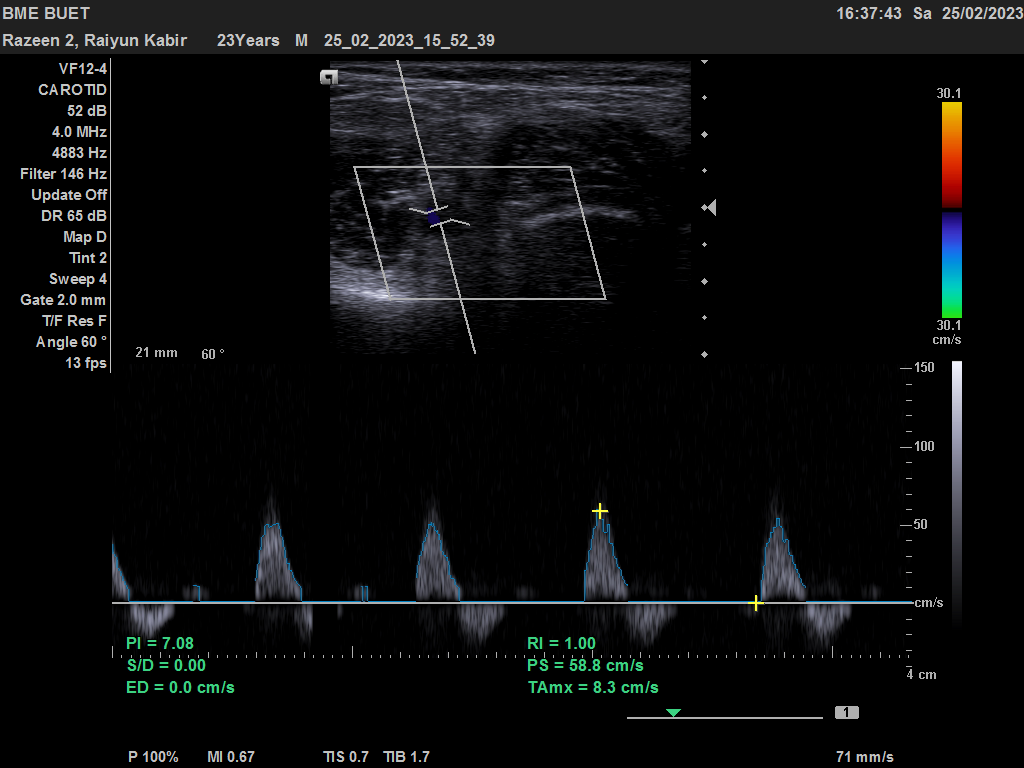 BME BUET
16:37:43 Sa 25/02/2023
Razeen 2, Raiyun Kabir 23Years M 25_02_2023_15_52_39
VF12-4
CAROTID
52 dB
4.0 MHz
4883 Hz
Filter 146 Hz
Update Off
DR 65 dB
Map D
Tint 2
Sweep 4
Gate 2.0 mm
T/F Res F
Angle 60 °
13 fps
21 mm 60 °
30.1
30.1
cm/s
150
100
50
cm/s
4 cm
PI = 7.08
S/D = 0.00
ED = 0.0 cm/s
RI = 1.00
PS = 58.8 cm/s
TAmx = 8.3 cm/s
1
P 100% MI 0.67 TIS 0.7 TIB 1.7 71 mm/s